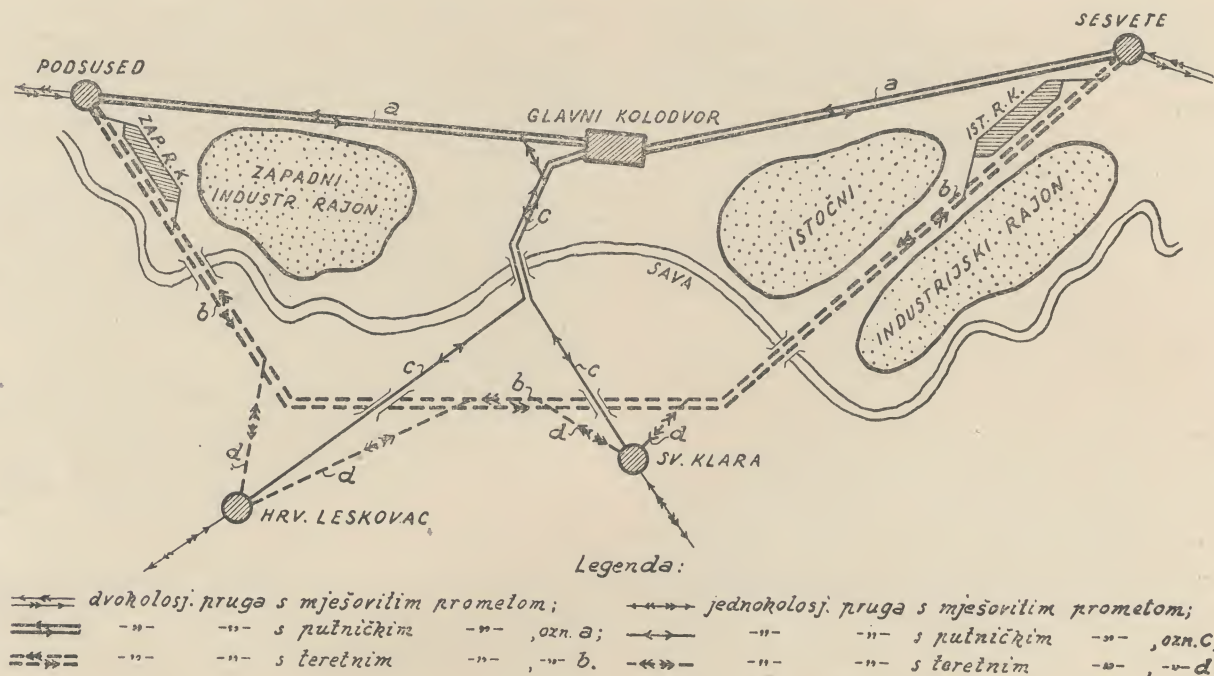 SESVETE
PODSUSED
a
a
GLAVNI KOLODVOR
IST. R. K.
ZAP. R. K.
ZAPADNI
INDUSTR RAJON
b
c
ISTOČNI
SAVA
INDUSTRIJSKI RAJON
b
c
c
b
d
d
d
d
SV. KLARA
HRV. LESKOVAC
Legenda:
dvokolosj. pruga s mješovitim prometom;
-„- -„- s putničkim -„- , ozn. a;
-„- -„- s teretnim -„- , -„- b.
jednokolosj. pruga s mješovitim prometom;
-„- -„- s putničkim -„- , ozn. c,
-„- -„- s teretnim -„- , -„- d